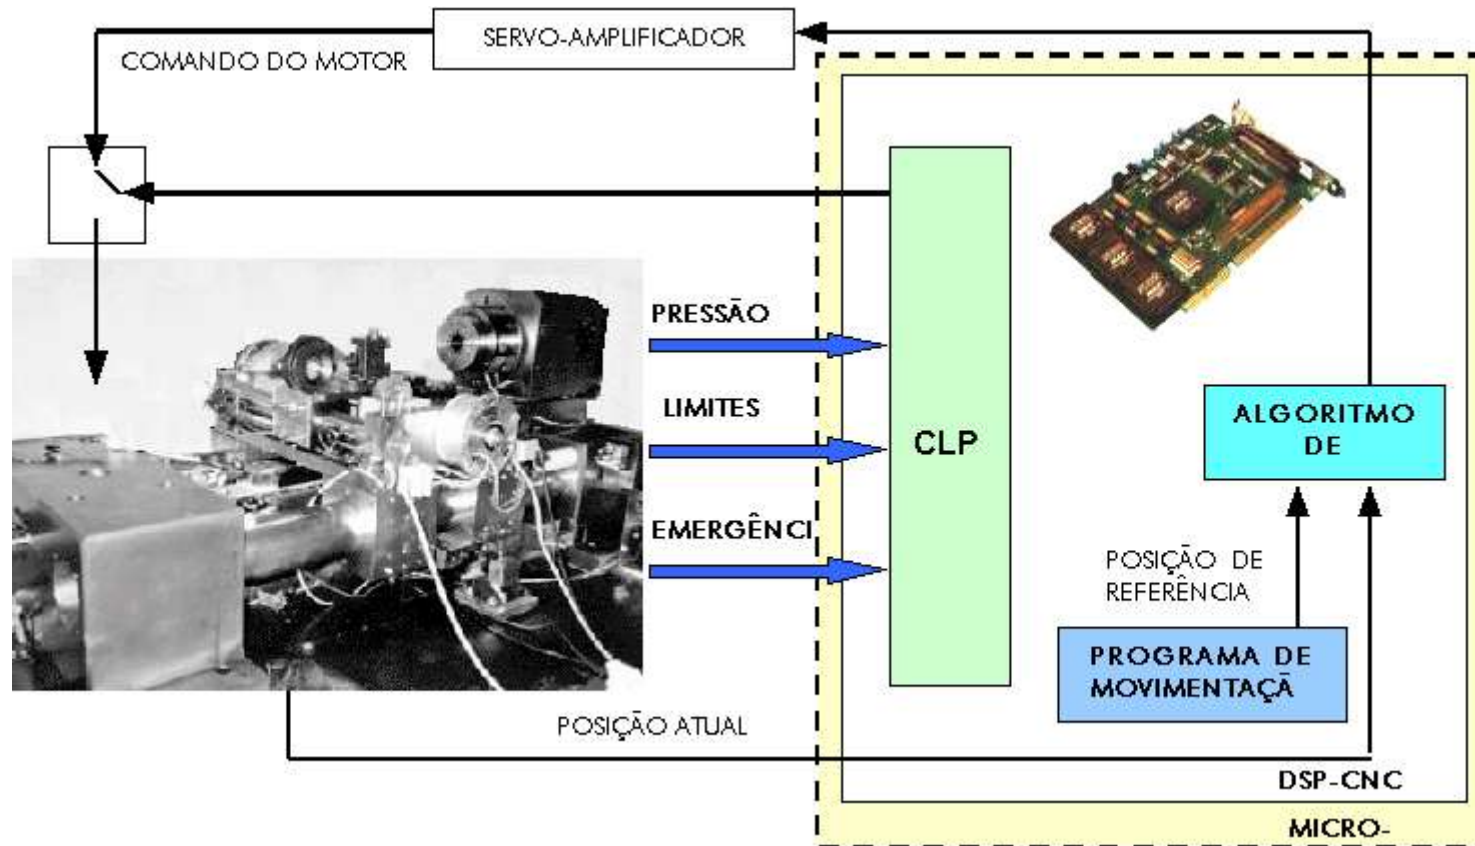 SERVO-AMPLIFICADOR
COMANDO DO MOTOR
PRESSÃO
LIMITES
EMERGÊNCI
CLP
ALGORITMO
DE
POSIÇÃO DE
REFERÊNCIA
PROGRAMA DE
MOVIMENTAÇÃ
POSIÇÃO ATUAL
DSP-CNC
MICRO-